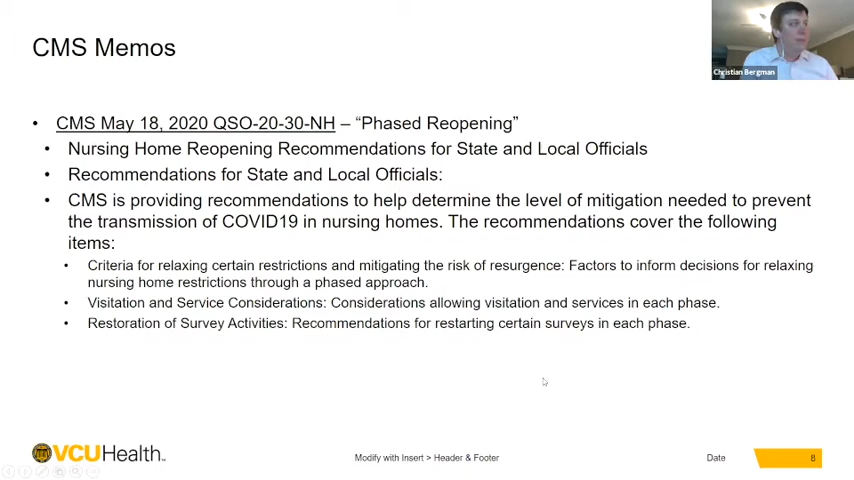 CMS Memos
Christian Bergman
• CMS May 18, 2020 QSO-20-30-NH – “Phased Reopening”
• Nursing Home Reopening Recommendations for State and Local Officials
• Recommendations for State and Local Officials:
• CMS is providing recommendations to help determine the level of mitigation needed to prevent
the transmission of COVID19 in nursing homes. The recommendations cover the following
items:
• Criteria for relaxing certain restrictions and mitigating the risk of resurgence: Factors to inform decisions for relaxing
nursing home restrictions through a phased approach.
• Visitation and Service Considerations: Considerations allowing visitation and services in each phase.
• Restoration of Survey Activities: Recommendations for restarting certain surveys in each phase.
VCUHealth™
Modify with Insert > Header & Footer
Date
8